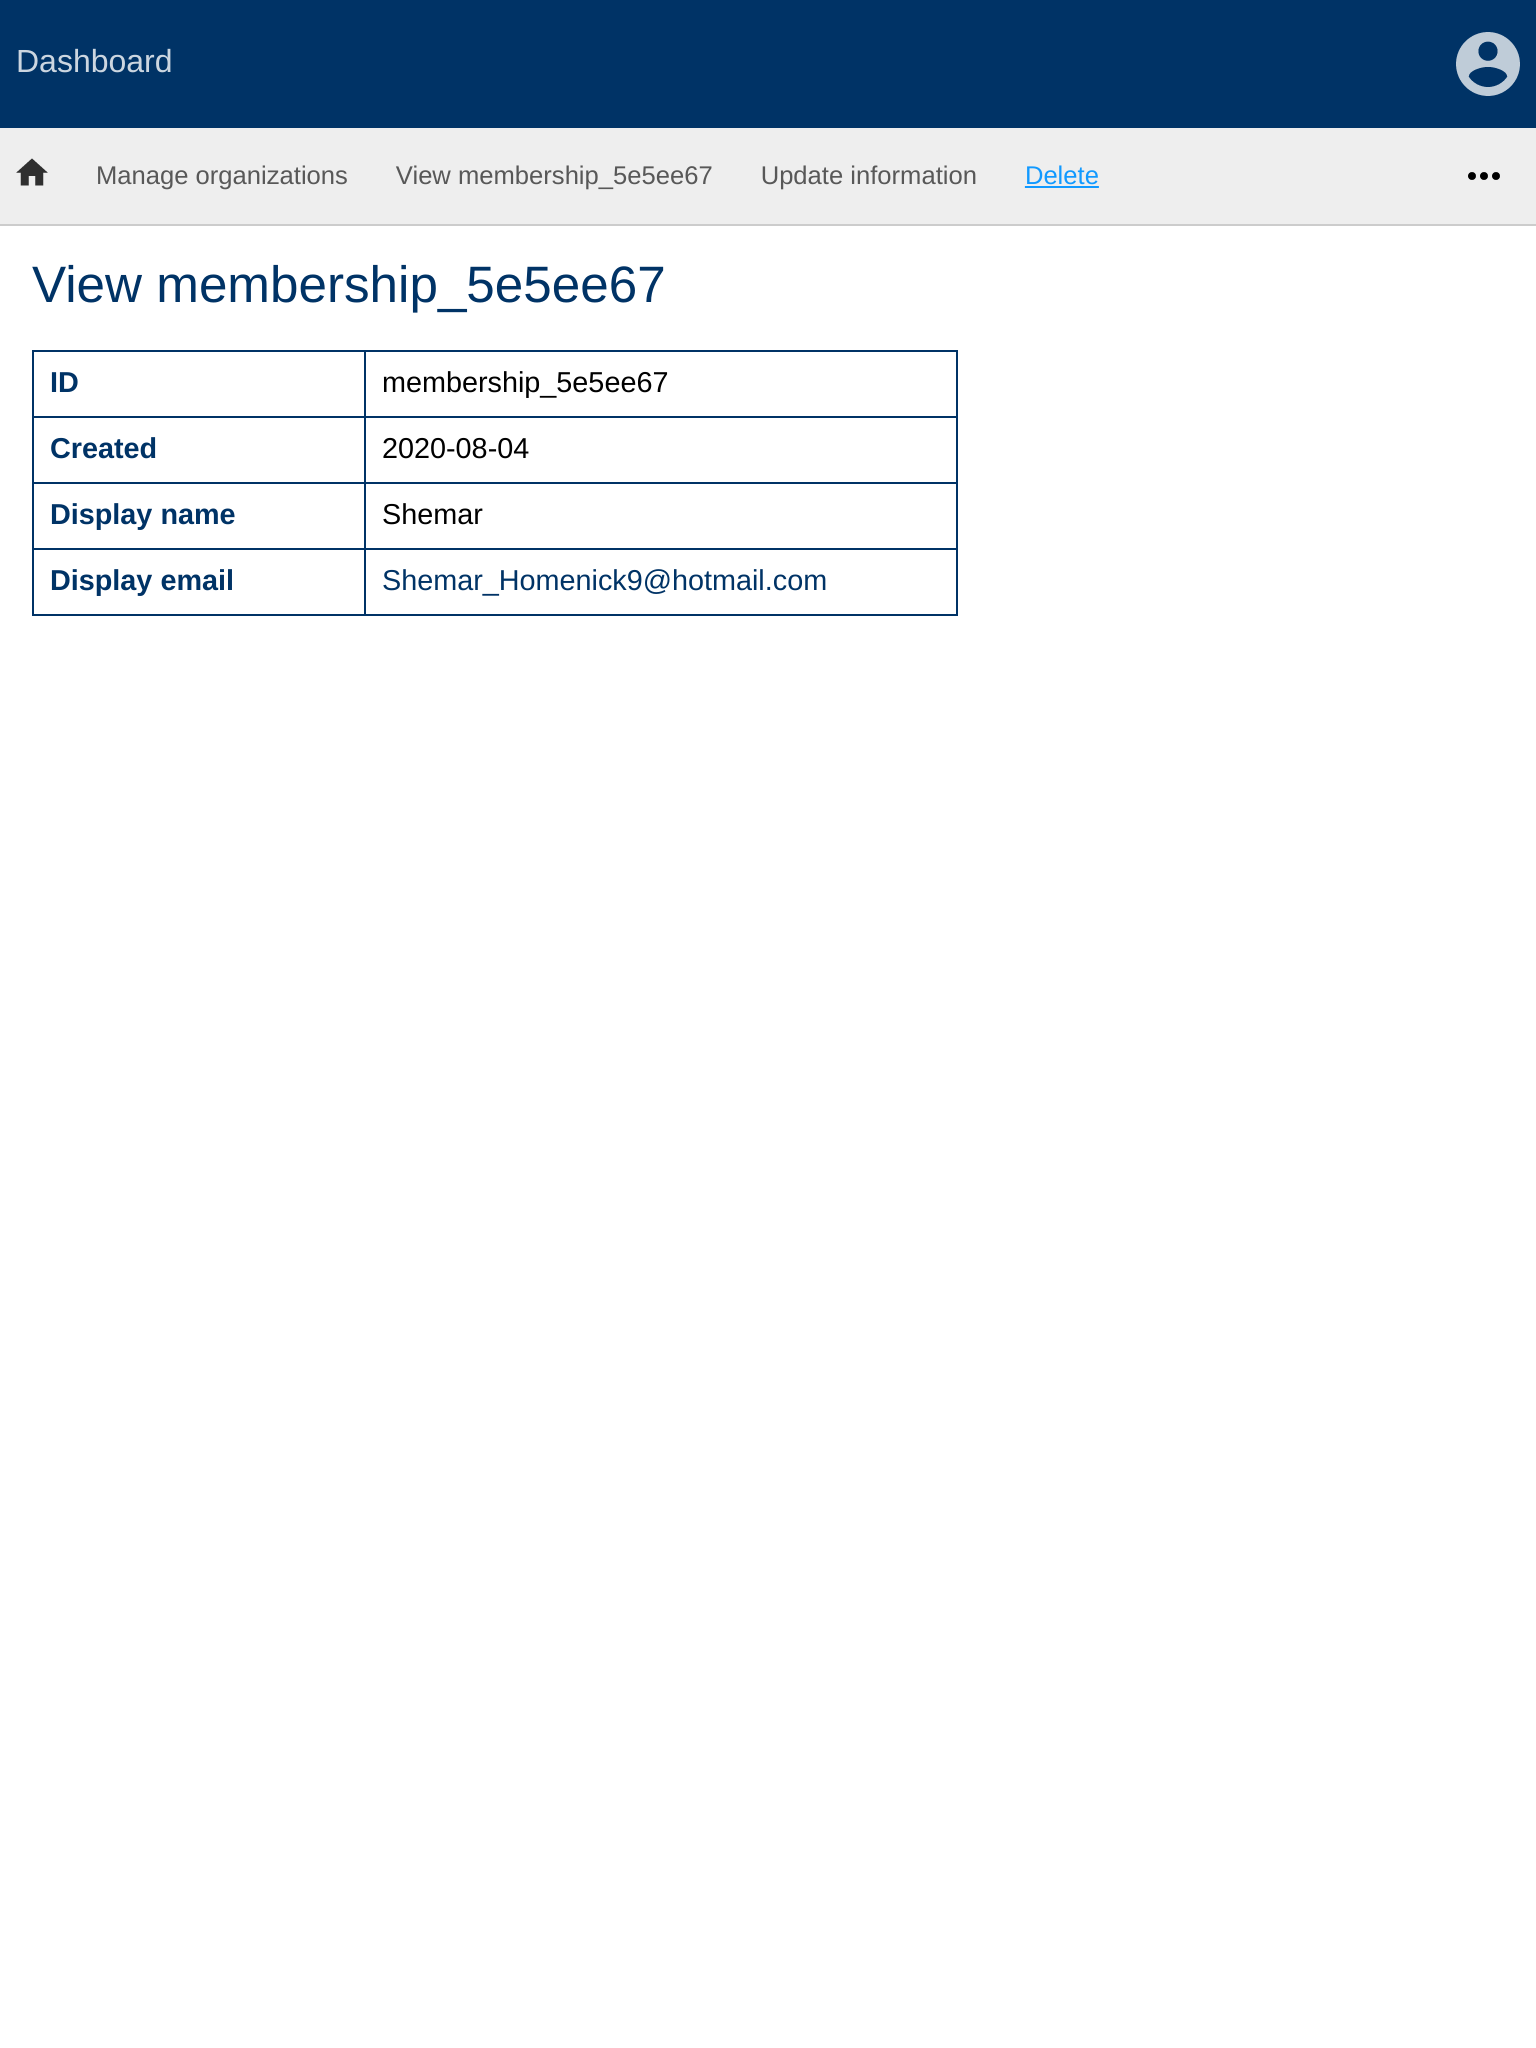 Dashboard
Manage organizations View membership_5e5ee67 Update information Delete
View membership_5e5ee67
ID membership_5e5ee67
Created 2020-08-04
Display name Shemar
Display email Shemar_Homenick9@hotmail.com